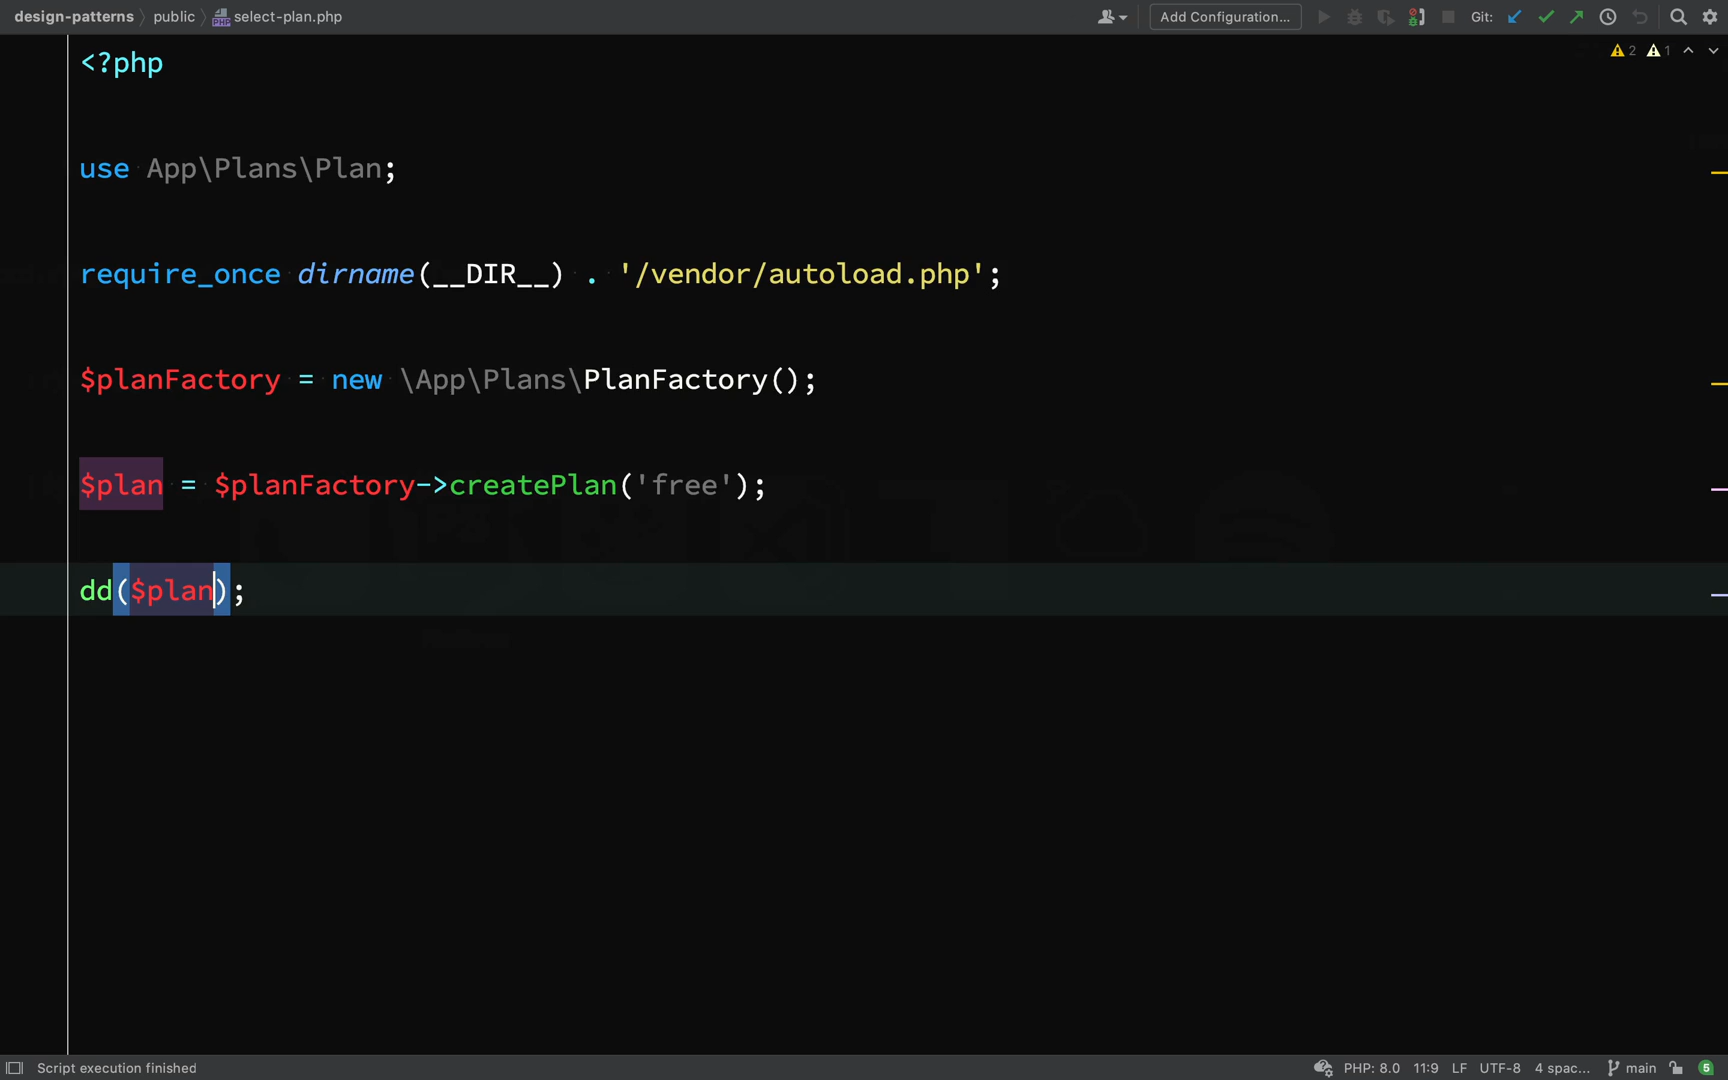 design-patterns public select-plan.php Add Configuration... Git:
2 1
<?php
use App\Plans\Plan;
require_once dirname(__DIR__) . '/vendor/autoload.php';
$planFactory = new \App\Plans\PlanFactory();
$plan = $planFactory->createPlan('free');
dd($plan);
Script execution finished PHP: 8.0 11:9 LF UTF-8 4 spac... main 5